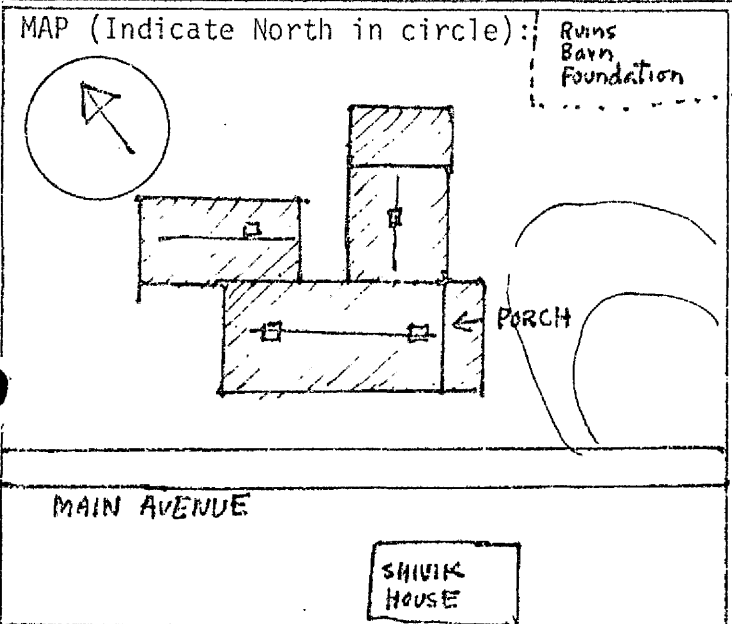 MAP (Indicate North in circle):
Ruins
Barn
Foundation
PORCH
MAIN AVENUE
SHIVIK
HOUSE